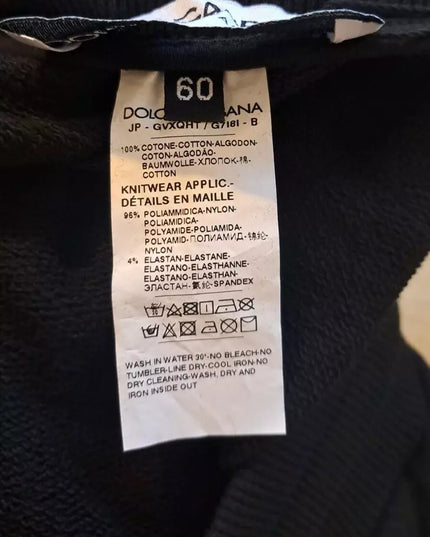 60
JP - GVXQHT / G7I8I - B
100% COTONE-COTTON-ALGODON-
COTON-ALGODÃO-
BAUMWOLLE-ХЛОПОК-棉-
COTTON
KNITWEAR APPLIC.-
DÉTAILS EN MAILLE
96% POLIAMMIDICA-NYLON-
POLIAMIDICA-
POLYAMIDE-POLIAMIDA-
POLYAMID-ПОЛИАМИД-锦纶-
NYLON
4% ELASTAN-ELASTANE-
ELASTANO-ELASTHANNE-
ELASTANO-ELASTHAN-
ЭЛАСТАН-氨纶-SPANDEX
WASH IN WATER 30°-NO BLEACH-NO
TUMBLER-LINE DRY-COOL IRON-NO
DRY CLEANING-WASH, DRY AND
IRON INSIDE OUT